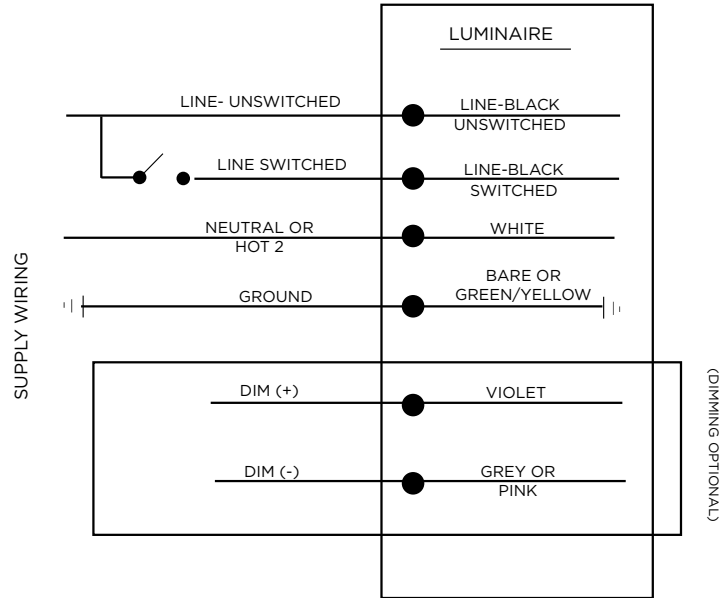 LUMINAIRE
LINE- UNSWITCHED
LINE-BLACK
UNSWITCHED
LINE SWITCHED
LINE-BLACK
SWITCHED
NEUTRAL OR
HOT 2
WHITE
GROUND
BARE OR
GREEN/YELLOW
SUPPLY WIRING
DIM (+)
VIOLET
DIM (-)
GREY OR
PINK
(DIMMING OPTIONAL)